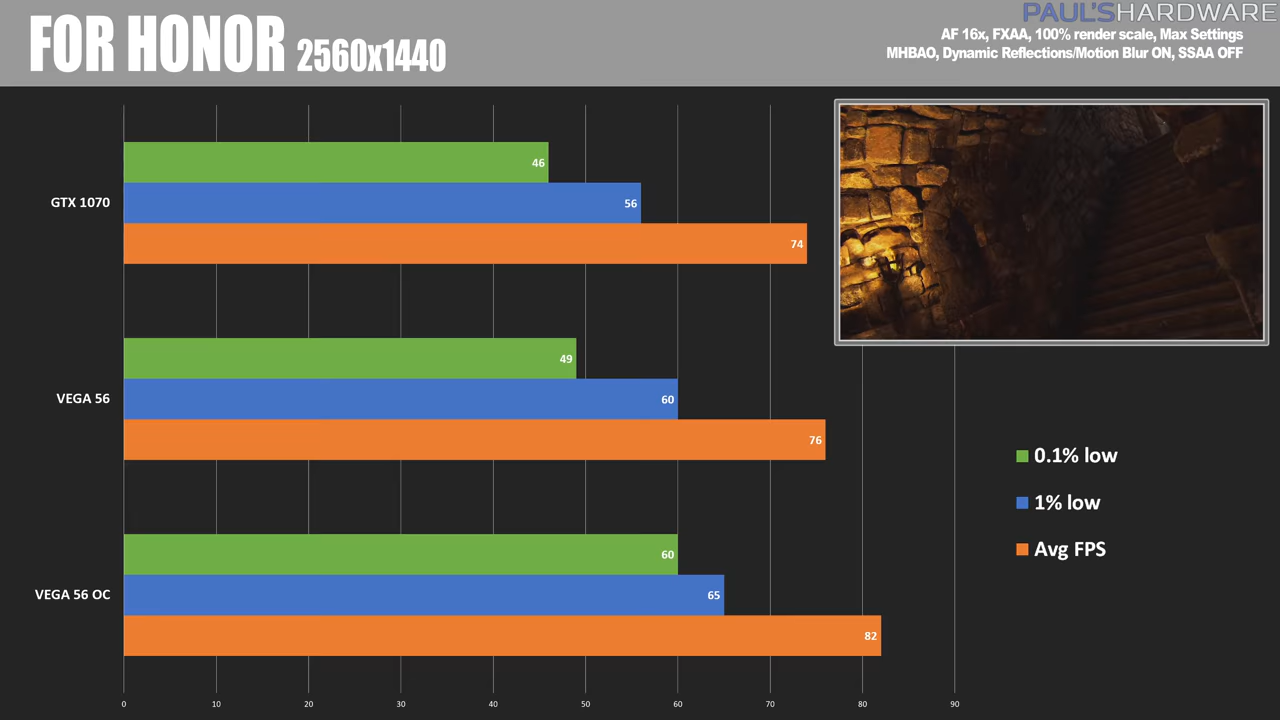 FOR HONOR 2560x1440
PAUL'SHARDWARE
AF 16x, FXAA, 100% render scale, Max Settings
MHBAO, Dynamic Reflections/Motion Blur ON, SSAA OFF
GTX 1070
46
56
74
VEGA 56
49
60
76
VEGA 56 OC
60
65
82
0.1% low
1% low
Avg FPS
0 10 20 30 40 50 60 70 80 90